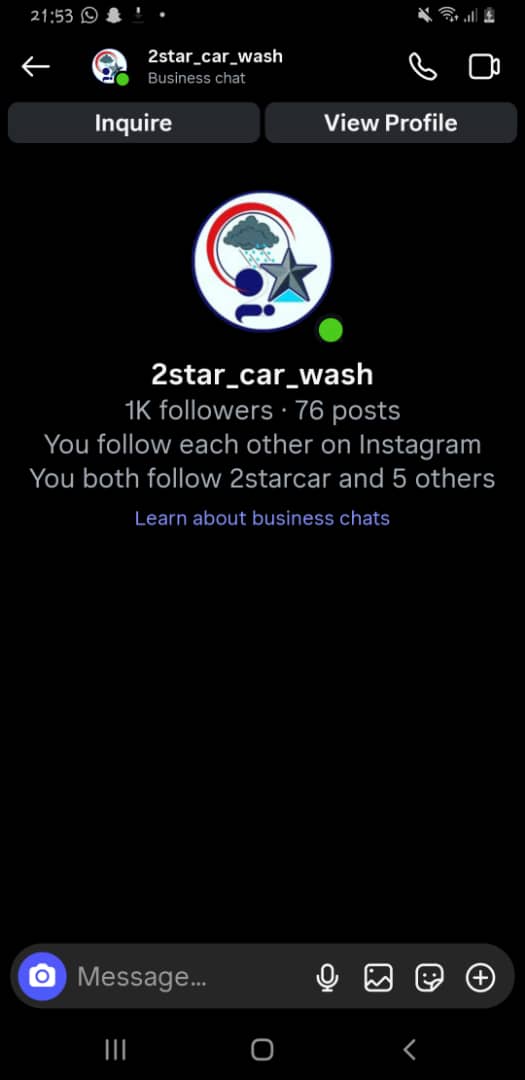 21:53
2star_car_wash
Business chat
Inquire
View Profile
2star_car_wash
1K followers · 76 posts
You follow each other on Instagram
You both follow 2starcar and 5 others
Learn about business chats
Message...